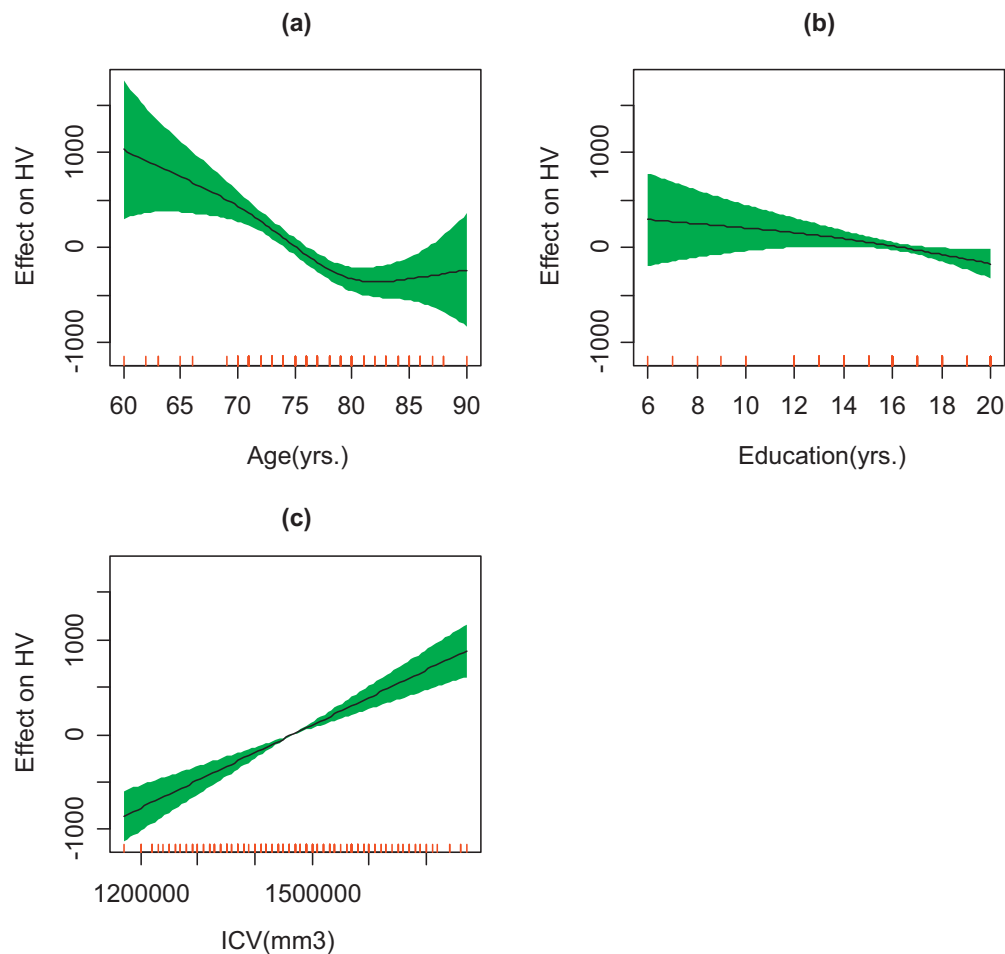 (a)
Effect on HV
-1000 0 1000
60 65 70 75 80 85 90
Age(yrs.)
(b)
Effect on HV
-1000 0 1000
6 8 10 12 14 16 18 20
Education(yrs.)
(c)
Effect on HV
-1000 0 1000
1200000 1500000
ICV(mm3)